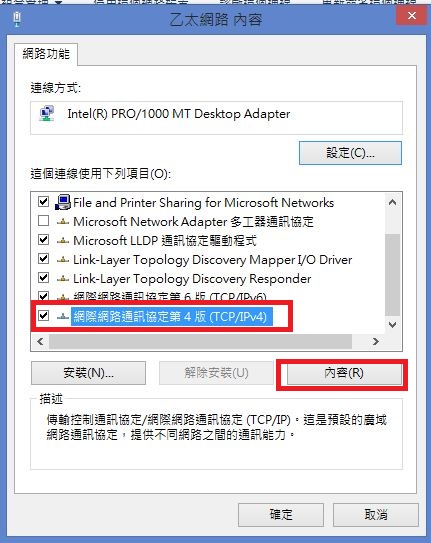 乙太網路 內容
網路功能
連線方式:
Intel(R) PRO/1000 MT Desktop Adapter
設定(C)...
這個連線使用下列項目(O):
File and Printer Sharing for Microsoft Networks
Microsoft Network Adapter 多工器通訊協定
Microsoft LLDP 通訊協定驅動程式
Link-Layer Topology Discovery Mapper I/O Driver
Link-Layer Topology Discovery Responder
網際網路通訊協定第 6 版 (TCP/IPv6)
網際網路通訊協定第 4 版 (TCP/IPv4)
安裝(N)...
解除安裝(U)
內容(R)
描述
傳輸控制通訊協定/網際網路通訊協定 (TCP/IP)。這是預設的廣域
網路通訊協定，提供不同網路之間的通訊能力。
確定
取消